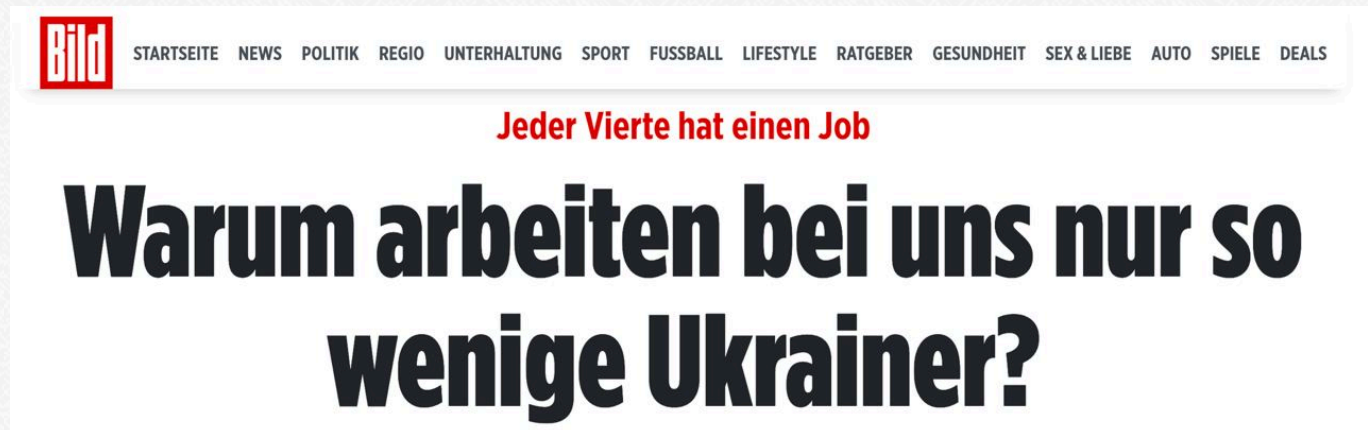 Bild STARTSEITE NEWS POLITIK REGIO UNTERHALTUNG SPORT FUSSBALL LIFESTYLE RATGEBER GESUNDHEIT SEX & LIEBE AUTO SPIELE DEALS
Jeder Vierte hat einen Job
Warum arbeiten bei uns nur so
wenige Ukrainer?